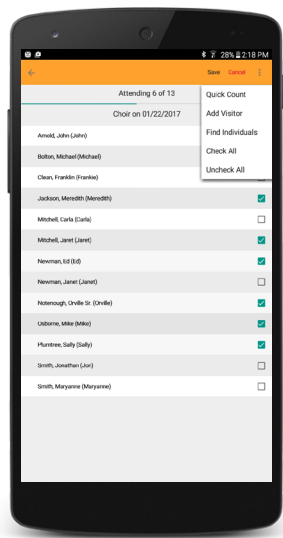 28% 2:18 PM
Save Cancel
Attending 6 of 13
Quick Count
Choir on 01/22/2017
Add Visitor
Find Individuals
Check All
Uncheck All
Arnold, John (John)
Bolton, Michael (Michael)
Clean, Franklin (Frankie)
Jackson, Meredith (Meredith)
Mitchell, Carla (Carla)
Mitchell, Jaret (Jaret)
Newman, Ed (Ed)
Newman, Janet (Janet)
Notenough, Orville Sr. (Orville)
Osborne, Mike (Mike)
Plumtree, Sally (Sally)
Smith, Jonathan (Jon)
Smith, Maryanne (Maryanne)